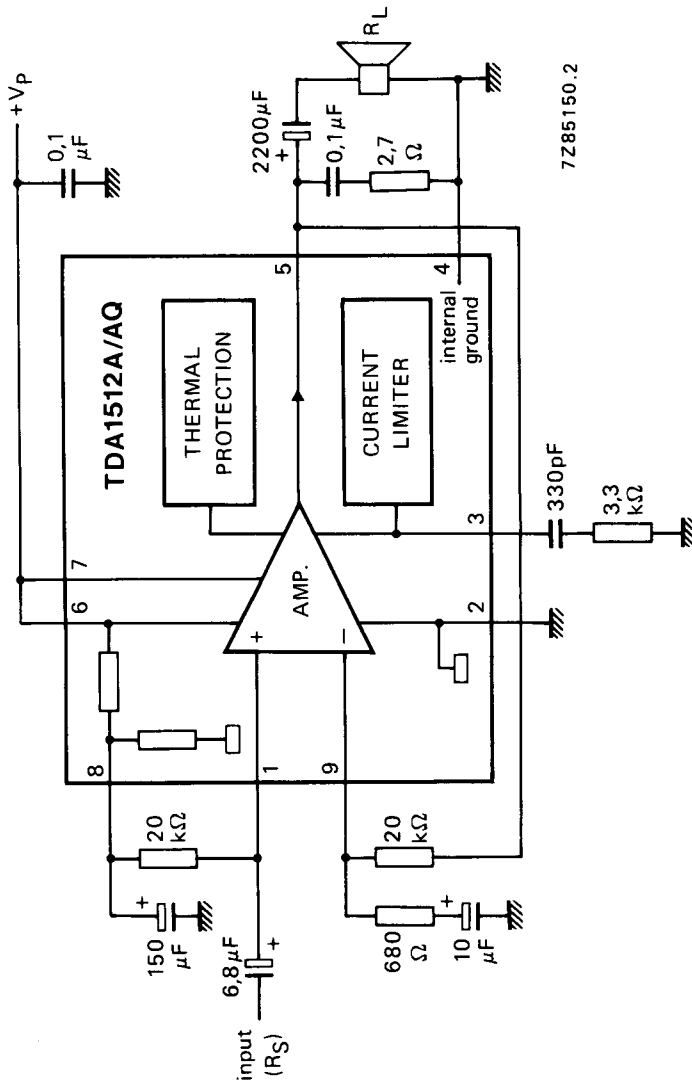 +VP
0,1
μF
TDA1512A/AQ
6
7
THERMAL
PROTECTION
8
20
kΩ
150
μF
+
+
6,8μF
input
(RS)
1
AMP.
+
−
5
2200μF
+
0,1μF
2,7
Ω
RL
CURRENT
LIMITER
9
20
kΩ
680
Ω
+
10
μF
2
3
internal
ground
4
330pF
3,3
kΩ
7Z85150.2